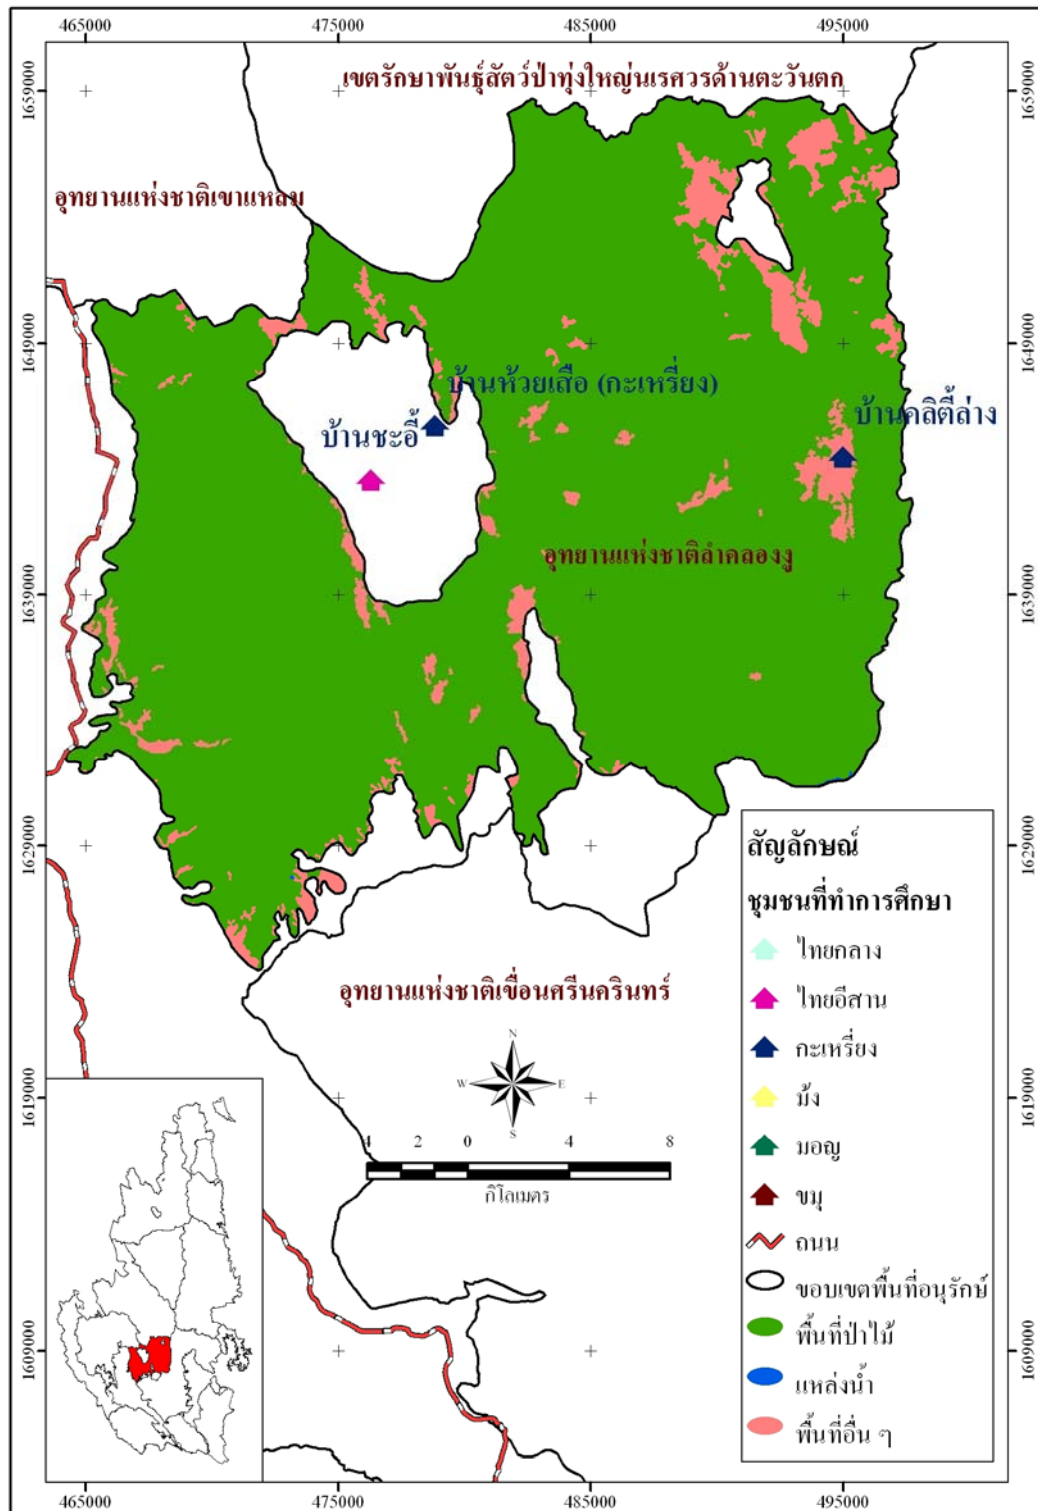 465000 475000 485000 495000
1659000 1659000
เขตรักษาพันธุ์สัตว์ป่าทุ่งใหญ่นเรศวรด้านตะวันตก
อุทยานแห่งชาติเขาแหลม
1649000 1649000
บ้านห้วยเสือ (กะเหรี่ยง)
บ้านคลิตี้ล่าง
บ้านชะอี้
อุทยานแห่งชาติลำคลองงู
1639000 1639000
1629000 1629000
อุทยานแห่งชาติเขื่อนศรีนครินทร์
N
W E
S
4 2 0 4 8
กิโลเมตร
1619000 1619000
1609000 1609000
สัญลักษณ์
ชุมชนที่ทำการศึกษา
ไทยกลาง
ไทยอีสาน
กะเหรี่ยง
ม้ง
มอญ
ขมุ
ถนน
ขอบเขตพื้นที่อนุรักษ์
พื้นที่ป่าไม้
แหล่งน้ำ
พื้นที่อื่น ๆ
465000 475000 485000 495000